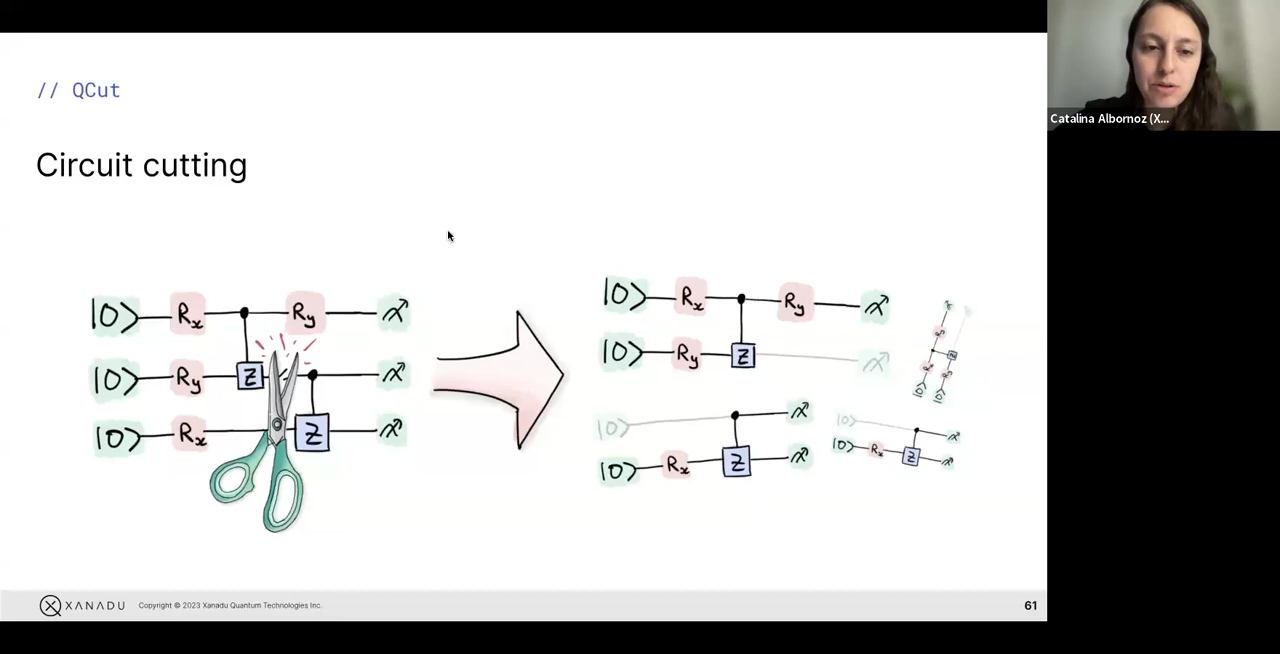 // QCut
Circuit cutting
|0⟩ Rx Ry
|0⟩ Ry Z
|0⟩ Rx Z
|0⟩ Rx Ry
|0⟩ Ry Z
|0⟩
|0⟩ Rx Z
|0⟩
|0⟩ Rx Z
XANADU Copyright © 2023 Xanadu Quantum Technologies Inc. 61
Catalina Albornoz (X...